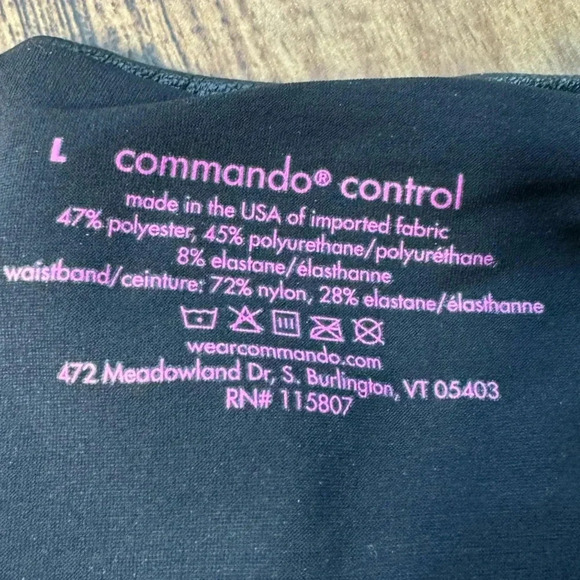 L commando® control
made in the USA of imported fabric
47% polyester, 45% polyurethane/polyuréthane,
8% elastane/élasthanne
waistband/ceinture: 72% nylon, 28% elastane/élasthanne
wearcommando.com
472 Meadowland Dr, S. Burlington, VT 05403
RN# 115807